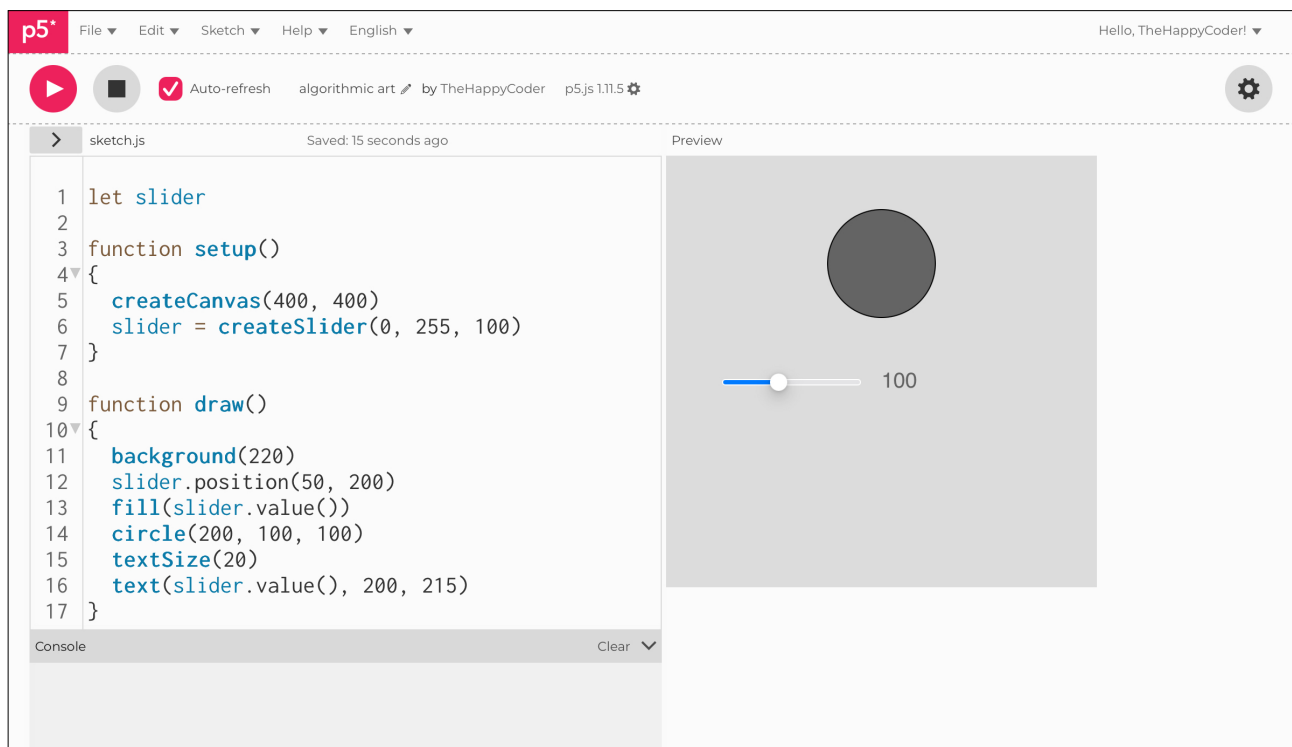 p5* File Edit Sketch Help English Hello, TheHappyCoder!
Auto-refresh algorithmic art by TheHappyCoder p5.js 1.11.5
sketch.js Saved: 15 seconds ago Preview
1 let slider
2
3 function setup()
4 {
5 createCanvas(400, 400)
6 slider = createSlider(0, 255, 100)
7 }
8
9 function draw()
10 {
11 background(220)
12 slider.position(50, 200)
13 fill(slider.value())
14 circle(200, 100, 100)
15 textSize(20)
16 text(slider.value(), 200, 215)
17 }
100
Console Clear